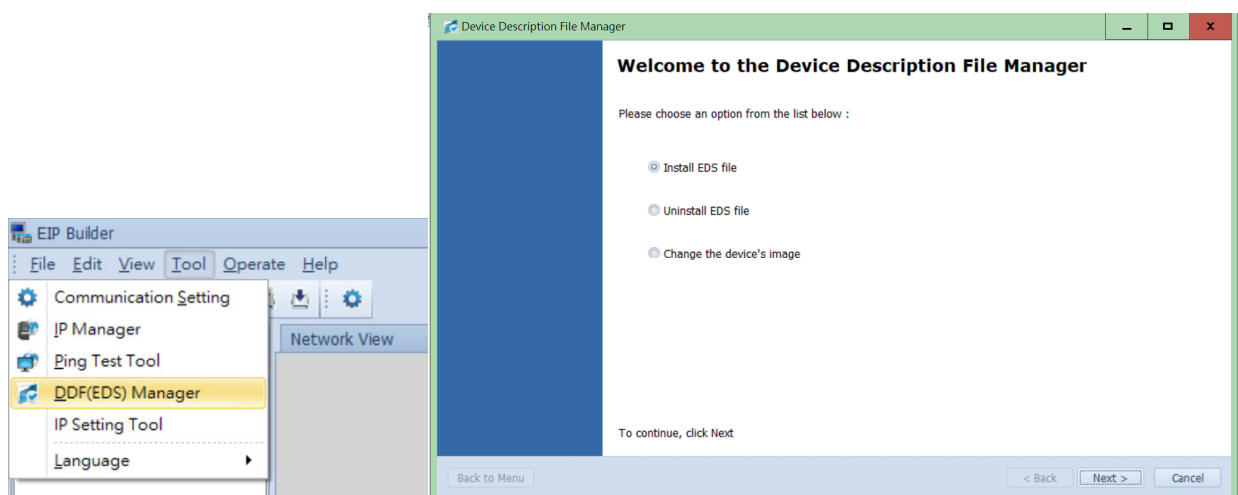 EIP Builder
File Edit View Tool Operate Help
Communication Setting
IP Manager
Ping Test Tool
DDF(EDS) Manager
IP Setting Tool
Language
Network View
Device Description File Manager
Welcome to the Device Description File Manager
Please choose an option from the list below :
Install EDS file
Uninstall EDS file
Change the device's image
To continue, click Next
Back to Menu
< Back Next > Cancel